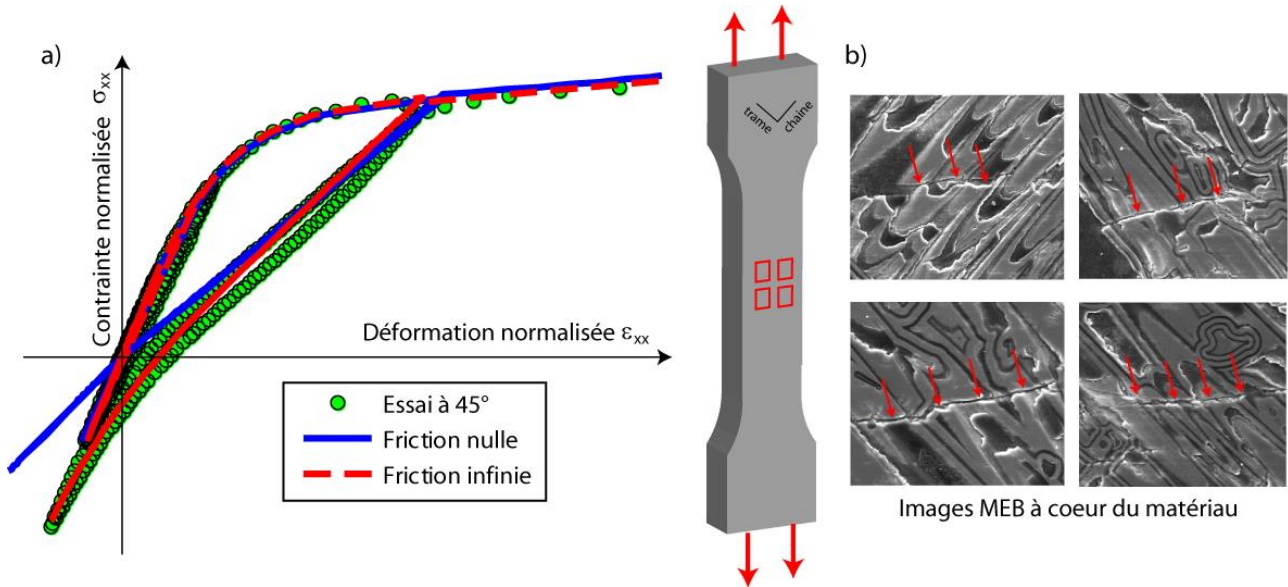 a)
Contrainte normalisée σxx
Déformation normalisée εxx
Essai à 45°
Friction nulle
Friction infinie
trame
chaîne
b)
Images MEB à coeur du matériau